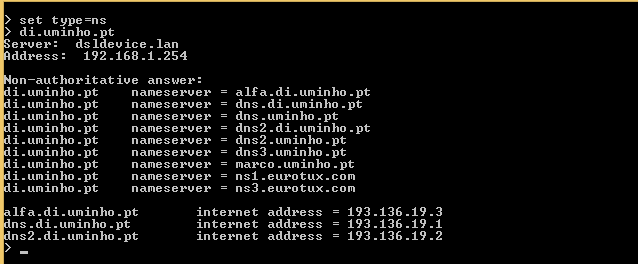 > set type=ns
> di.uminho.pt
Server:  dsldevice.lan
Address:  192.168.1.254
Non-authoritative answer:
di.uminho.pt    nameserver = alfa.di.uminho.pt
di.uminho.pt    nameserver = dns.di.uminho.pt
di.uminho.pt    nameserver = dns.uminho.pt
di.uminho.pt    nameserver = dns2.di.uminho.pt
di.uminho.pt    nameserver = dns2.uminho.pt
di.uminho.pt    nameserver = dns3.uminho.pt
di.uminho.pt    nameserver = marco.uminho.pt
di.uminho.pt    nameserver = ns1.eurotux.com
di.uminho.pt    nameserver = ns3.eurotux.com
alfa.di.uminho.pt       internet address = 193.136.19.3
dns.di.uminho.pt        internet address = 193.136.19.1
dns2.di.uminho.pt       internet address = 193.136.19.2
> _